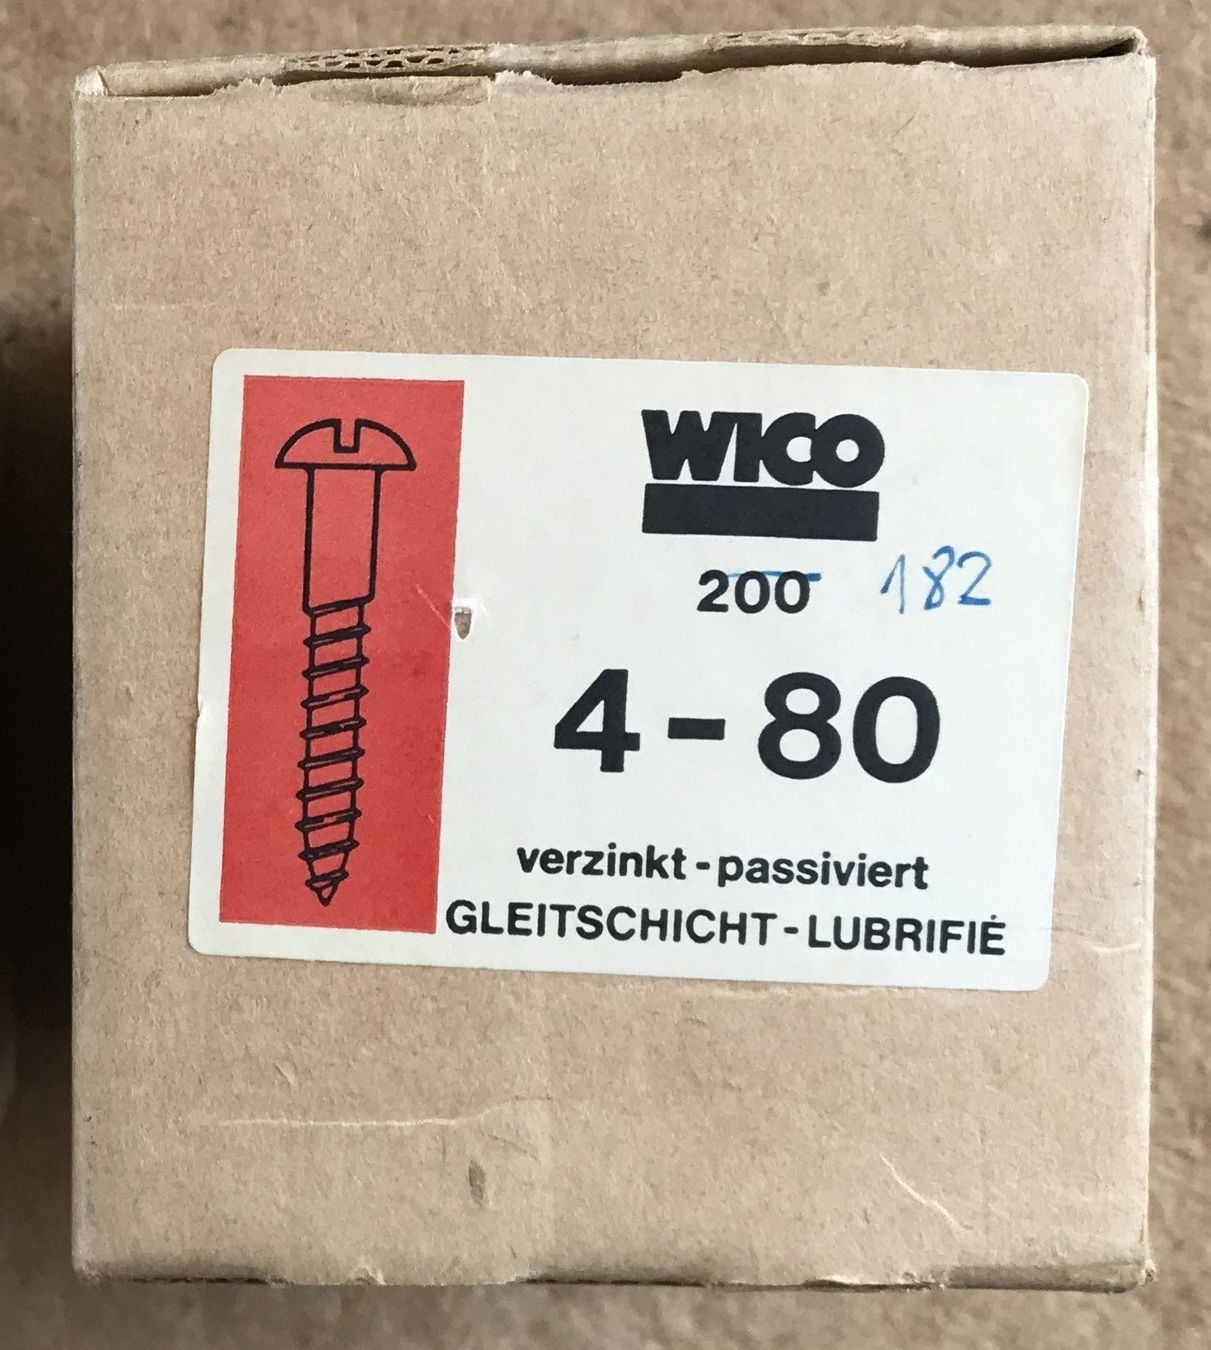 WICO
200 182
4-80
verzinkt-passiviert
GLEITSCHICHT-LUBRIFIÉ